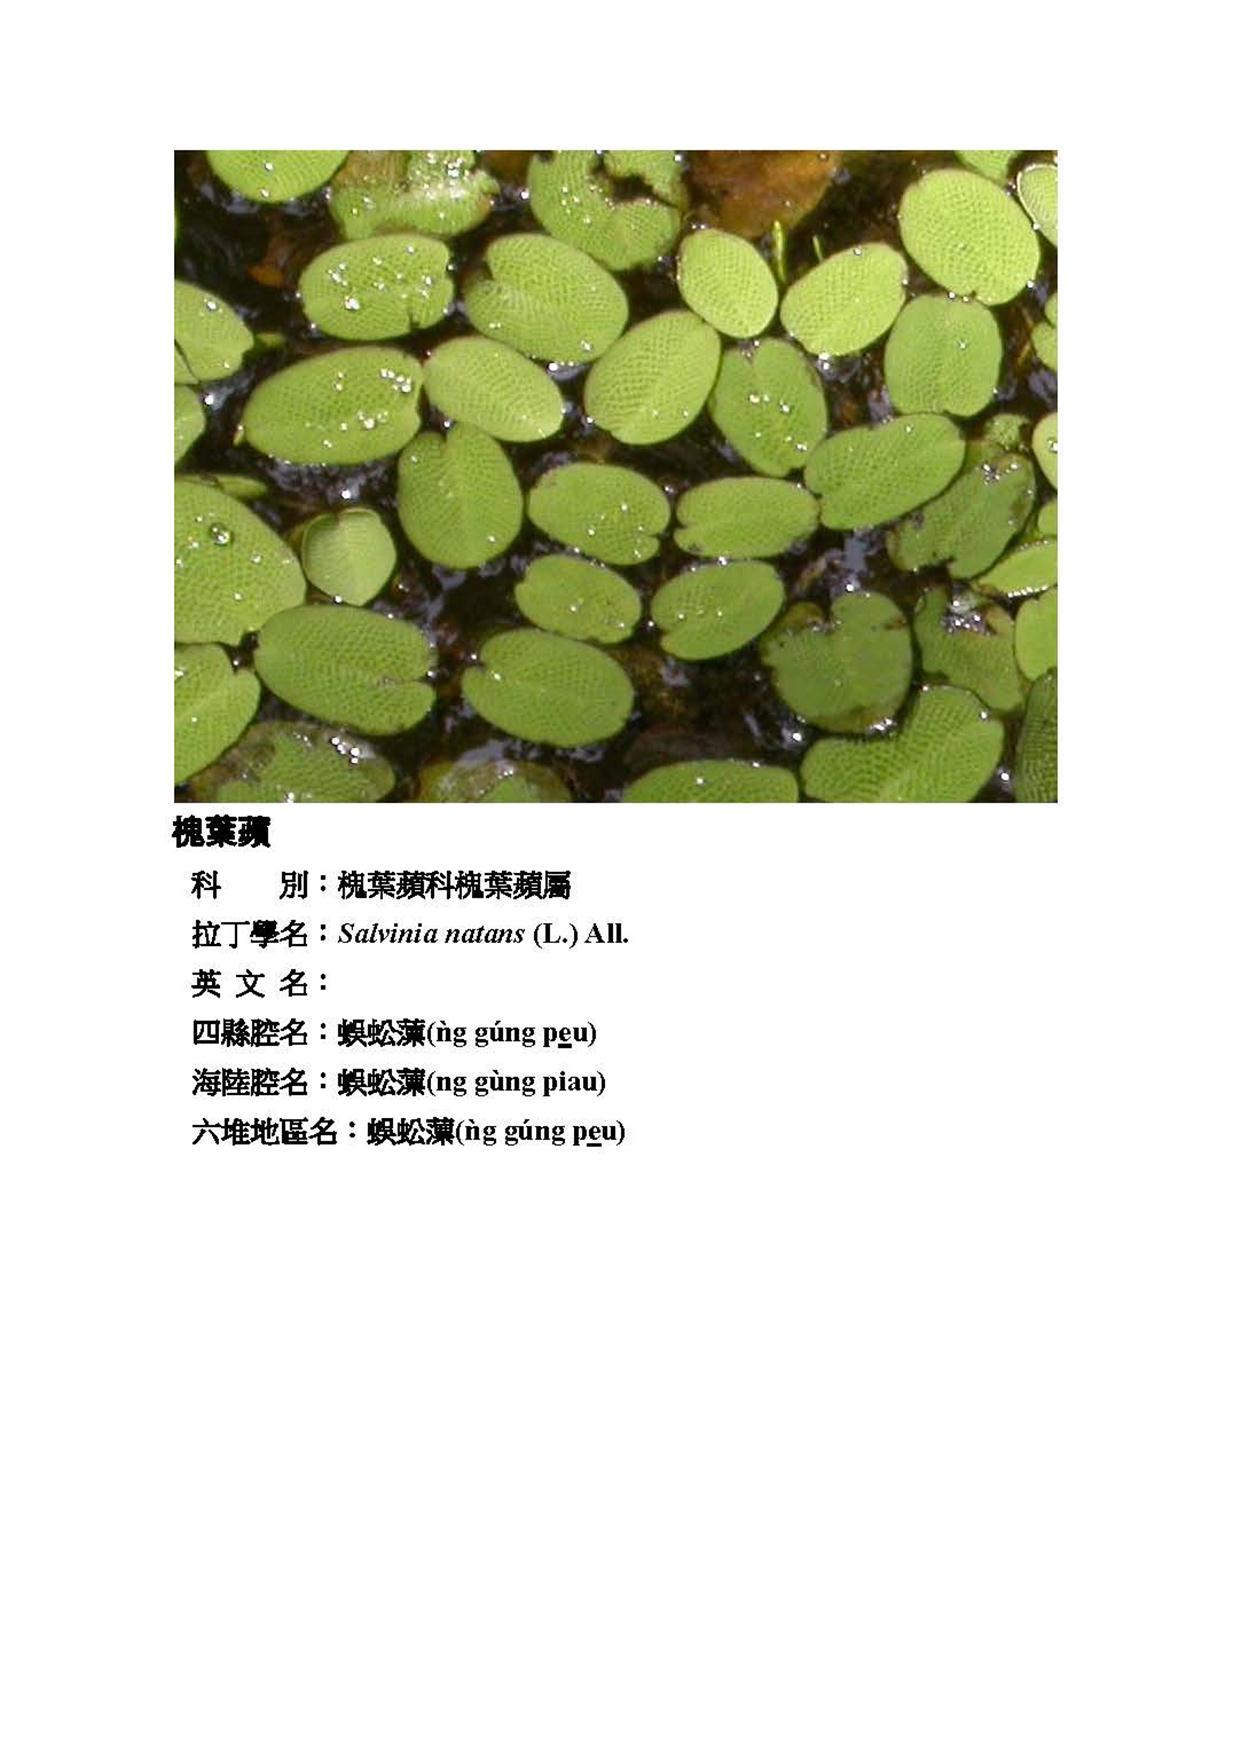 槐葉蘋
科　　別：槐葉蘋科槐葉蘋屬
拉丁學名：Salvinia natans (L.) All.
英 文 名：
四縣腔名：蜈蚣薸(ǹg gúng peu)
海陸腔名：蜈蚣薸(ng gùng piau)
六堆地區名：蜈蚣薸(ǹg gúng peu)